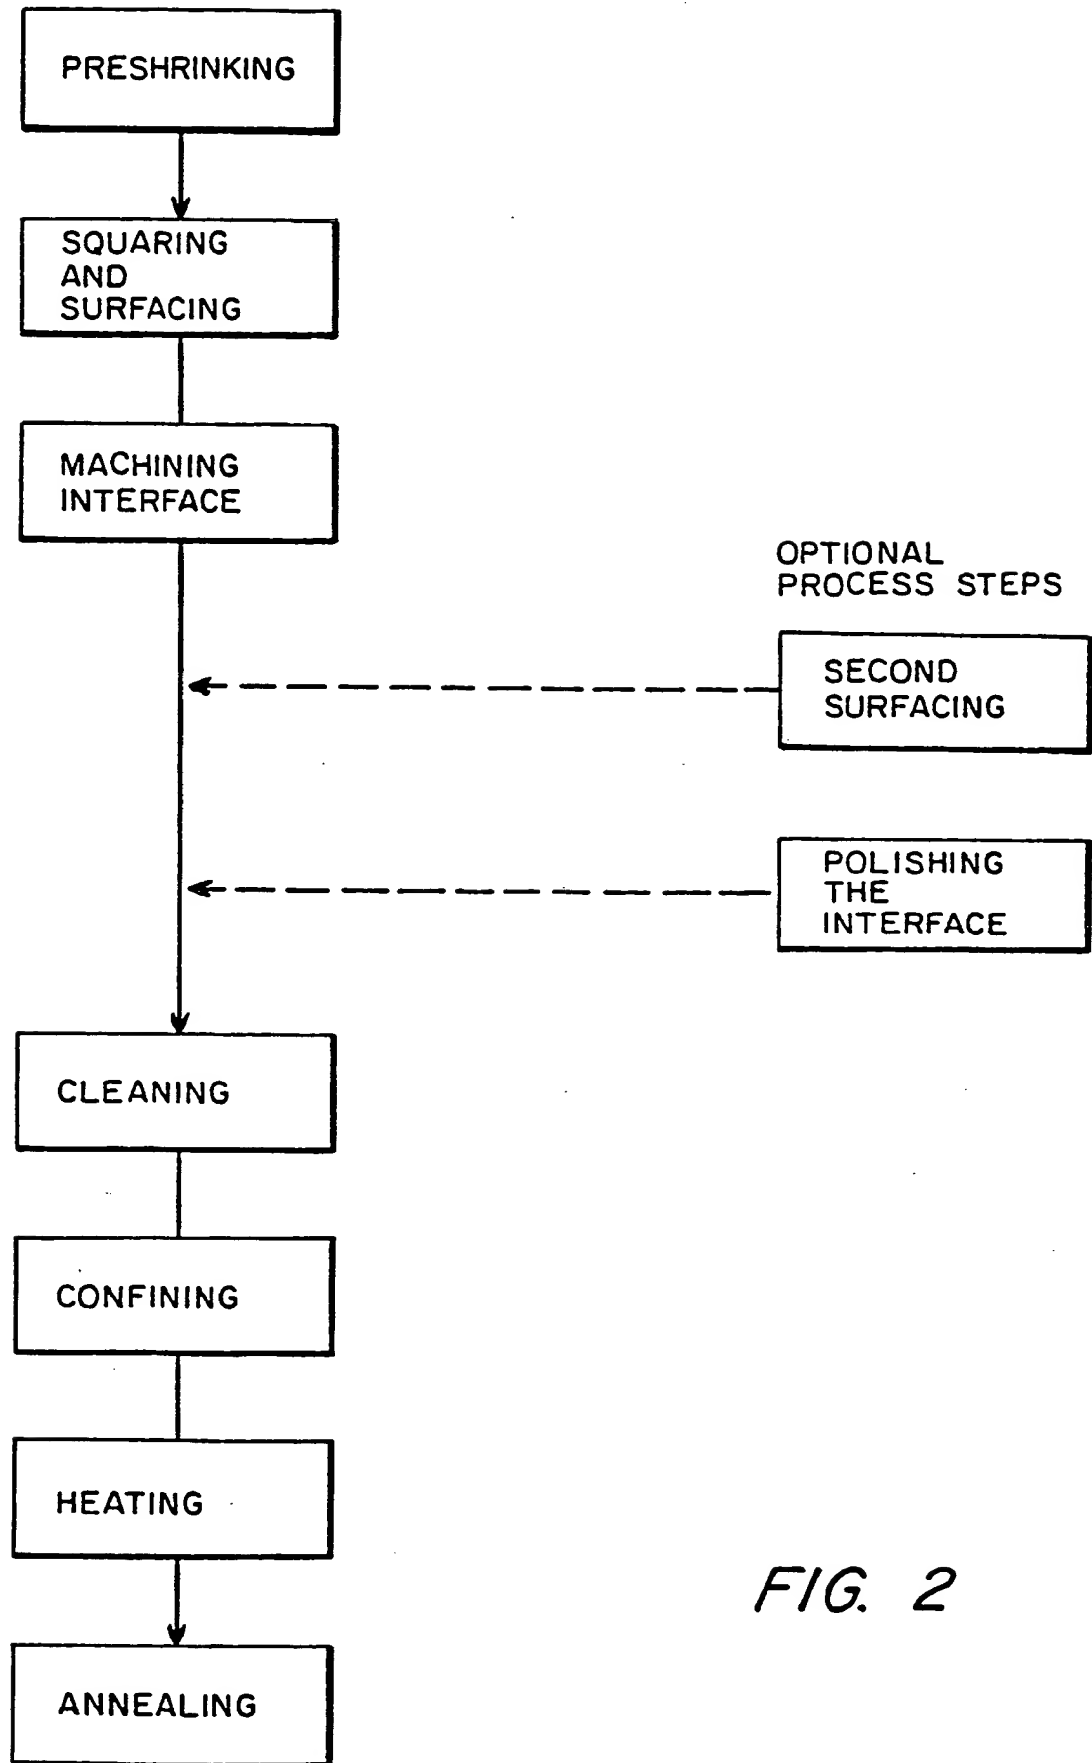 PRESHRINKING
SQUARING
AND
SURFACING
MACHINING
INTERFACE
OPTIONAL
PROCESS STEPS
SECOND
SURFACING
POLISHING
THE
INTERFACE
CLEANING
CONFINING
HEATING
ANNEALING
FIG. 2